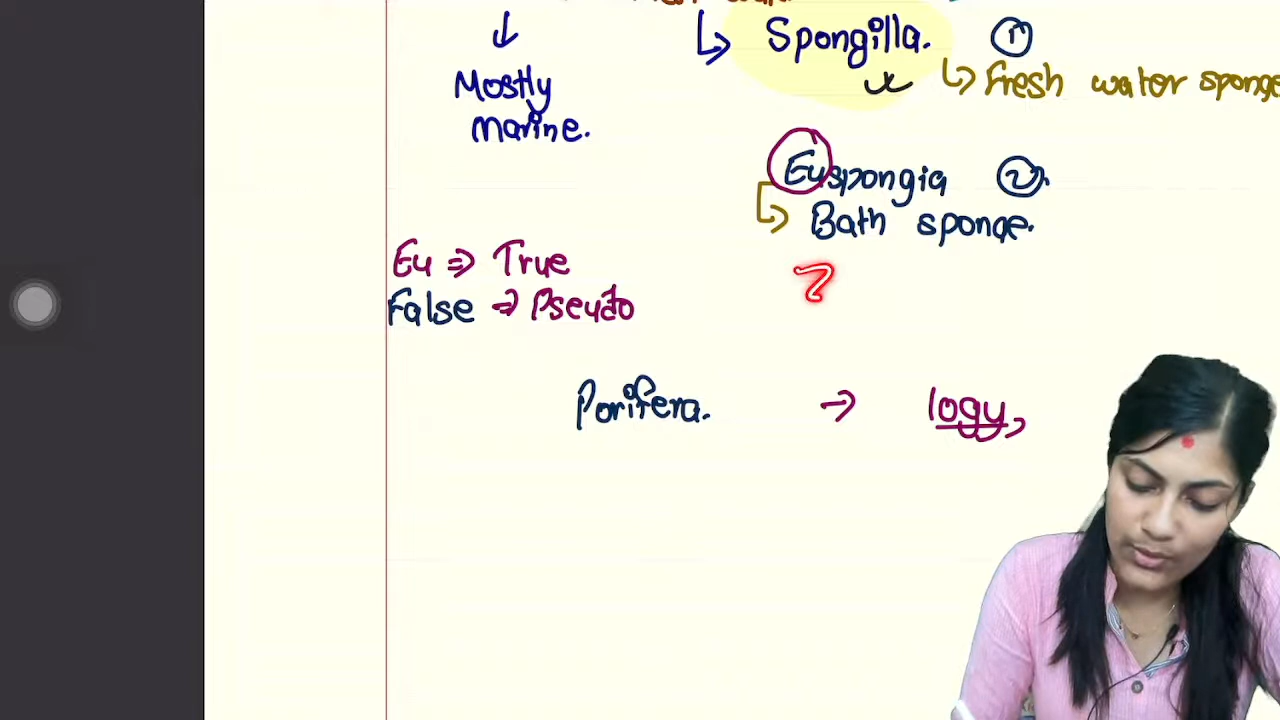 Spongilla. 1
Mostly
marine.
Fresh water sponge
Euspongia 2
Bath sponge.
Eu ⇒ True
False ⇒ Pseudo
Porifera. → logy